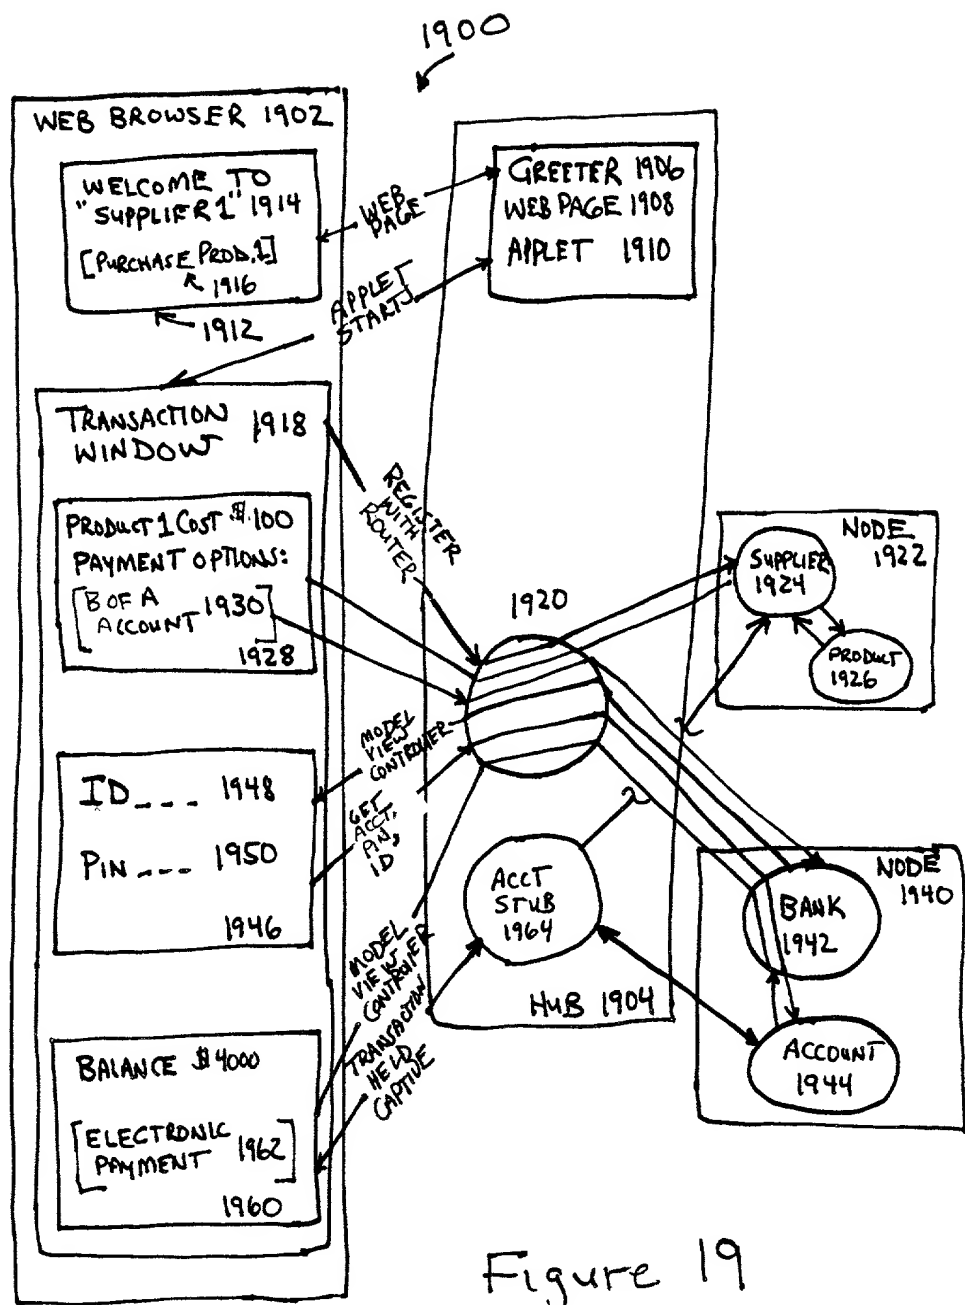 1900
WEB BROWSER 1902
WELCOME TO
"SUPPLIER 1" 1914
[PURCHASE PROD. 1]
1916
1912
WEB
PAGE
GREETER 1906
WEB PAGE 1908
APPLET 1910
APPLET
STARTS
TRANSACTION 1918
WINDOW
REGISTER
WITH
ROUTER
PRODUCT 1 COST $100
PAYMENT OPTIONS:
[B OF A 1930]
ACCOUNT
1928
1920
NODE
1922
SUPPLIER
1924
PRODUCT
1926
MODEL
VIEW
CONTROLLER
ID _ _ _ 1948
PIN _ _ _ 1950
1946
GET
ACCT,
PIN,
ID
ACCT
STUB
1964
HUB 1904
NODE
1940
BANK
1942
ACCOUNT
1944
MODEL
VIEW
CONTROLLER
TRANSACTION
HELD
CAPTIVE
BALANCE $4000
[ELECTRONIC 1962]
PAYMENT
1960
Figure 19